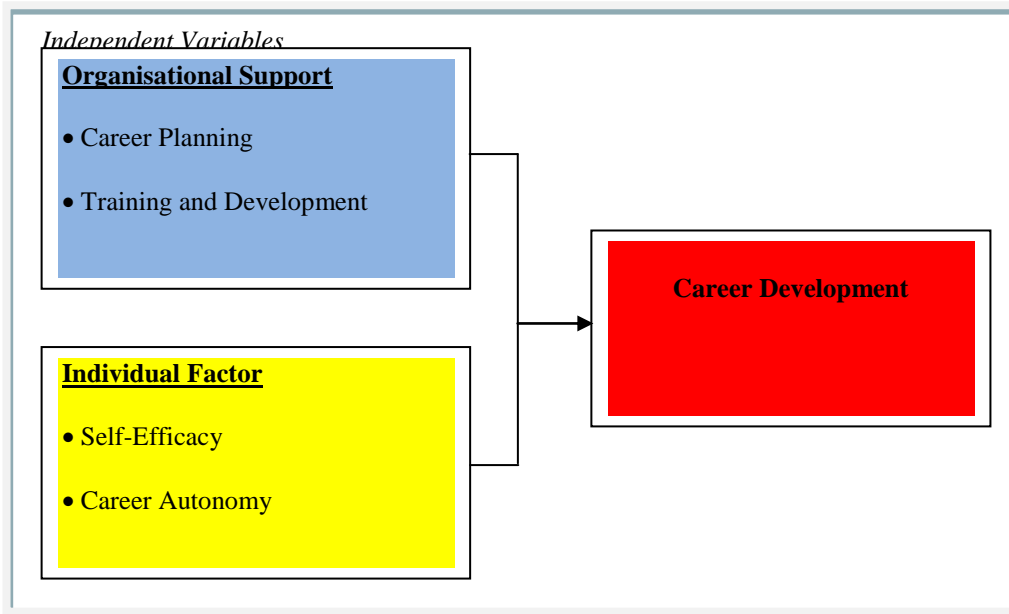 Independent Variables
Organisational Support
• Career Planning
• Training and Development
Career Development
Individual Factor
• Self-Efficacy
• Career Autonomy